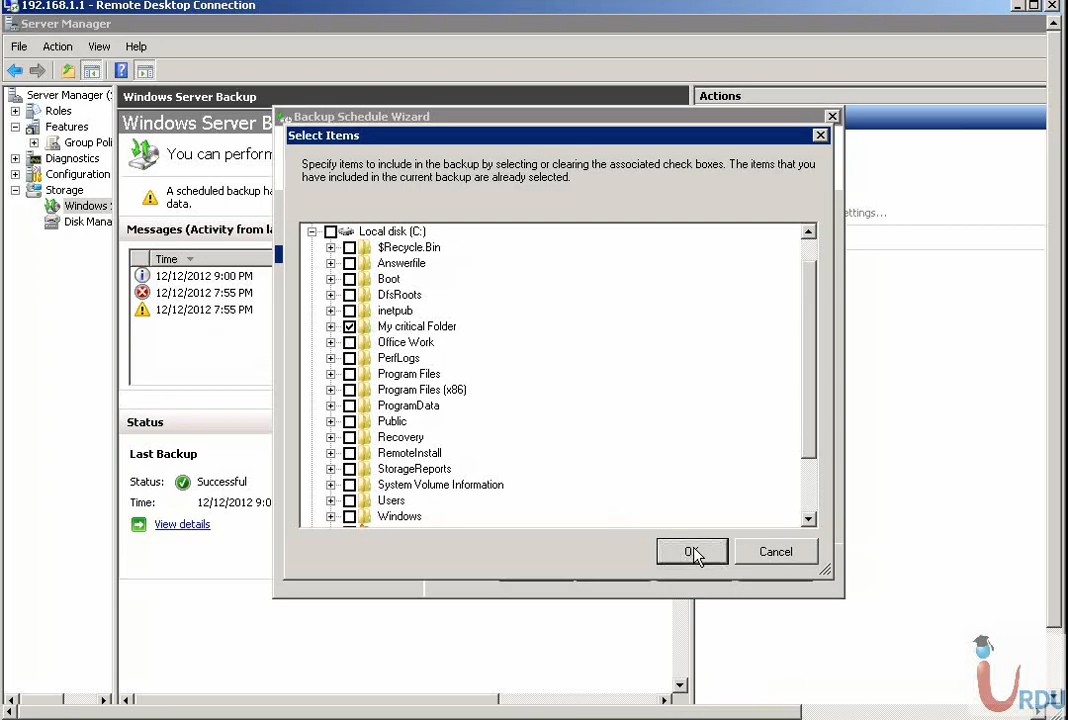 192.168.1.1 - Remote Desktop Connection
Server Manager
File Action View Help
Server Manager (
Roles
Features
Group Poli
Diagnostics
Configuration
Storage
Windows S
Disk Mana
Windows Server Backup
Windows Server B
You can perform
A scheduled backup ha
data.
Messages (Activity from la
Time
12/12/2012 9:00 PM
12/12/2012 7:55 PM
12/12/2012 7:55 PM
Status
Last Backup
Status: Successful
Time: 12/12/2012 9:0
View details
Actions
ettings...
Backup Schedule Wizard
Select Items
Specify items to include in the backup by selecting or clearing the associated check boxes. The items that you
have included in the current backup are already selected.
Local disk (C:)
$Recycle.Bin
Answerfile
Boot
DfsRoots
inetpub
My critical Folder
Office Work
PerfLogs
Program Files
Program Files (x86)
ProgramData
Public
Recovery
RemoteInstall
StorageReports
System Volume Information
Users
Windows
OK Cancel
URDU